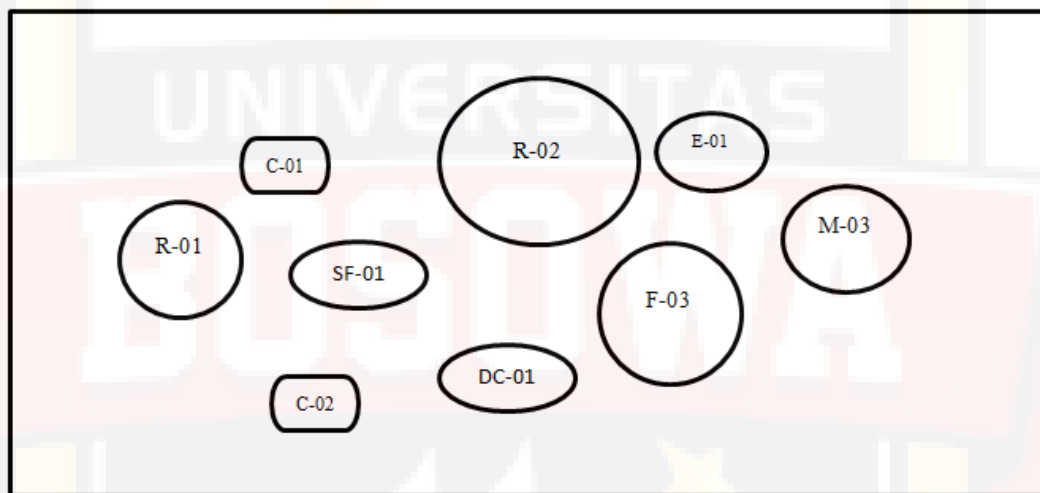 UNIVERSITAS
BOSOWA
R-02
E-01
C-01
M-03
R-01
SF-01
F-03
DC-01
C-02